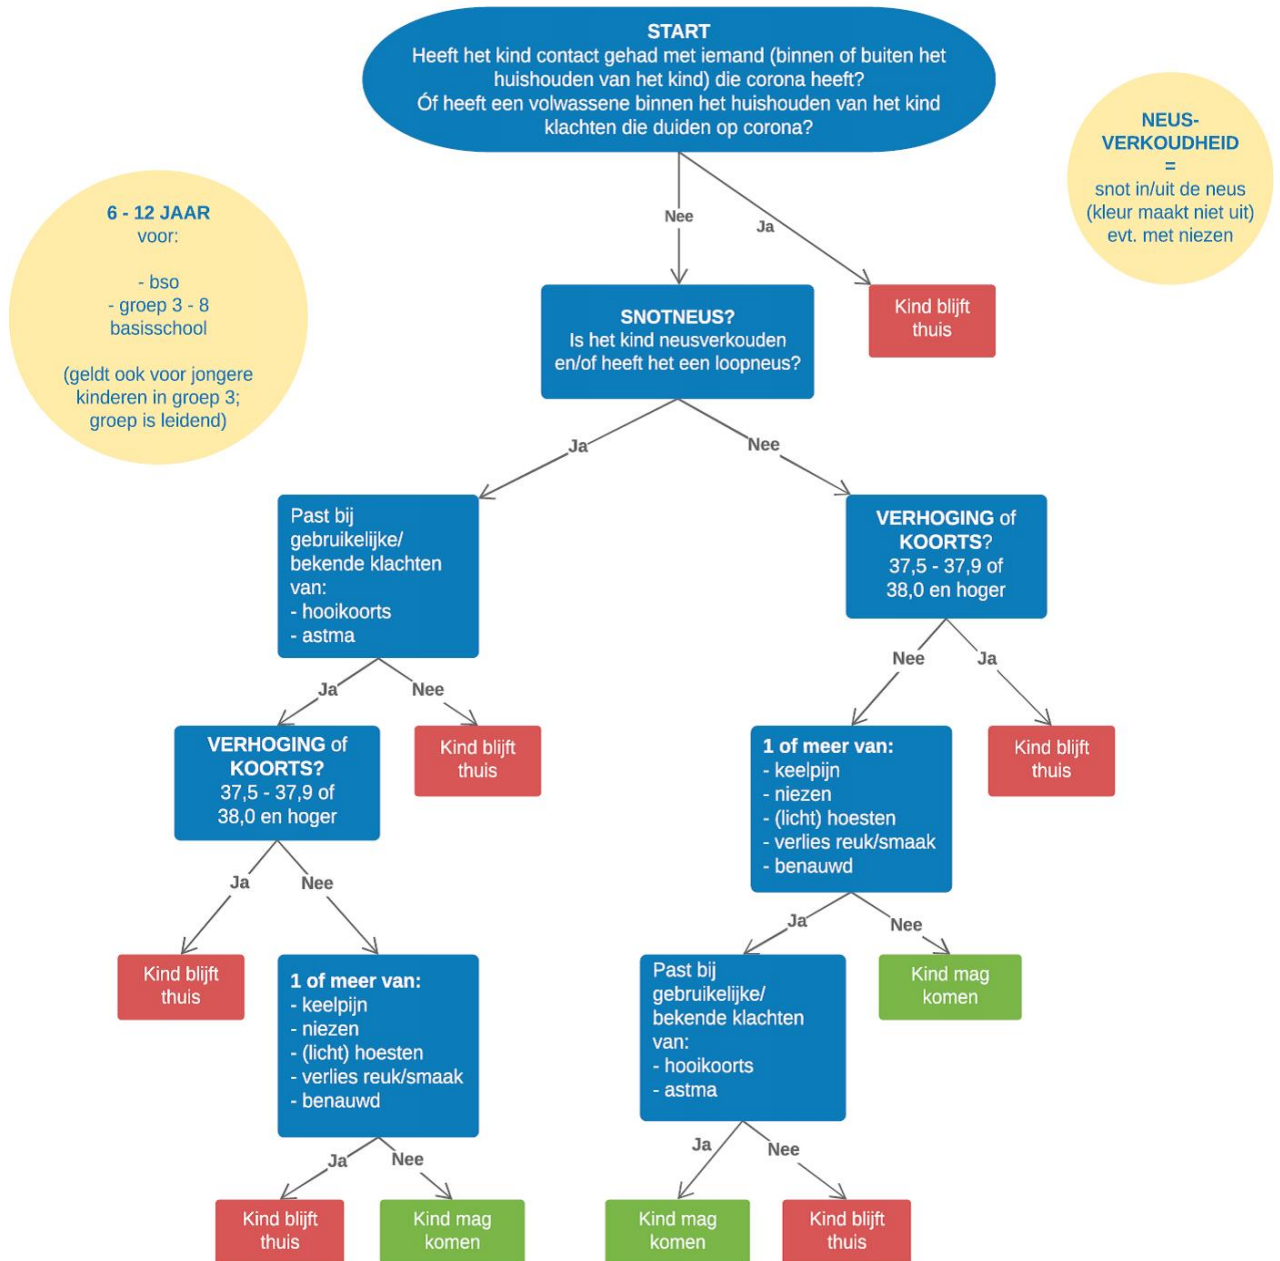 START
Heeft het kind contact gehad met iemand (binnen of buiten het
huishouden van het kind) die corona heeft?
Óf heeft een volwassene binnen het huishouden van het kind
klachten die duiden op corona?
NEUS-
VERKOUDHEID
=
snot in/uit de neus
(kleur maakt niet uit)
evt. met niezen
6 - 12 JAAR
voor:
- bso
- groep 3 - 8
basisschool
(geldt ook voor jongere
kinderen in groep 3;
groep is leidend)
Nee
Ja
SNOTNEUS?
Is het kind neusverkouden
en/of heeft het een loopneus?
Kind blijft
thuis
Ja
Nee
Past bij
gebruikelijke/
bekende klachten
van:
- hooikoorts
- astma
VERHOGING of
KOORTS?
37,5 - 37,9 of
38,0 en hoger
Ja
Nee
Nee
Ja
VERHOGING of
KOORTS?
37,5 - 37,9 of
38,0 en hoger
Kind blijft
thuis
1 of meer van:
- keelpijn
- niezen
- (licht) hoesten
- verlies reuk/smaak
- benauwd
Kind blijft
thuis
Ja
Nee
Ja
Nee
Kind blijft
thuis
1 of meer van:
- keelpijn
- niezen
- (licht) hoesten
- verlies reuk/smaak
- benauwd
Past bij
gebruikelijke/
bekende klachten
van:
- hooikoorts
- astma
Kind mag
komen
Ja
Nee
Ja
Nee
Kind blijft
thuis
Kind mag
komen
Kind mag
komen
Kind blijft
thuis